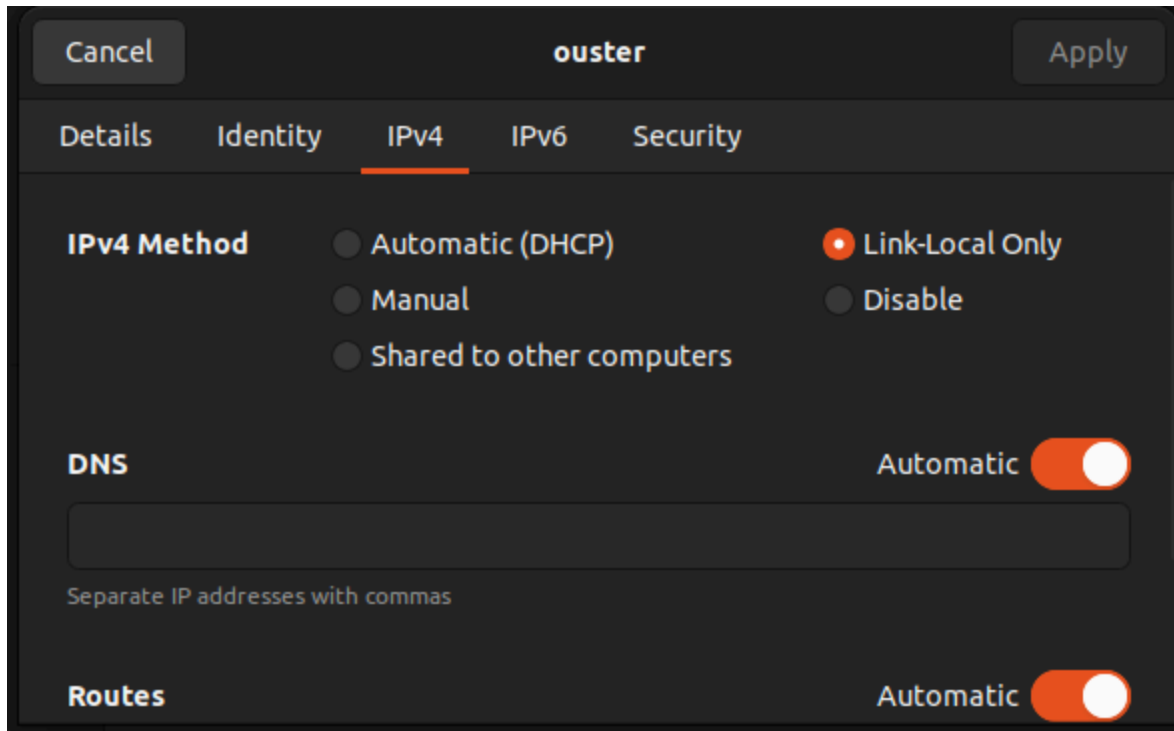 Cancel ouster Apply
Details Identity IPv4 IPv6 Security
IPv4 Method Automatic (DHCP) Link-Local Only
Manual Disable
Shared to other computers
DNS Automatic
Separate IP addresses with commas
Routes Automatic